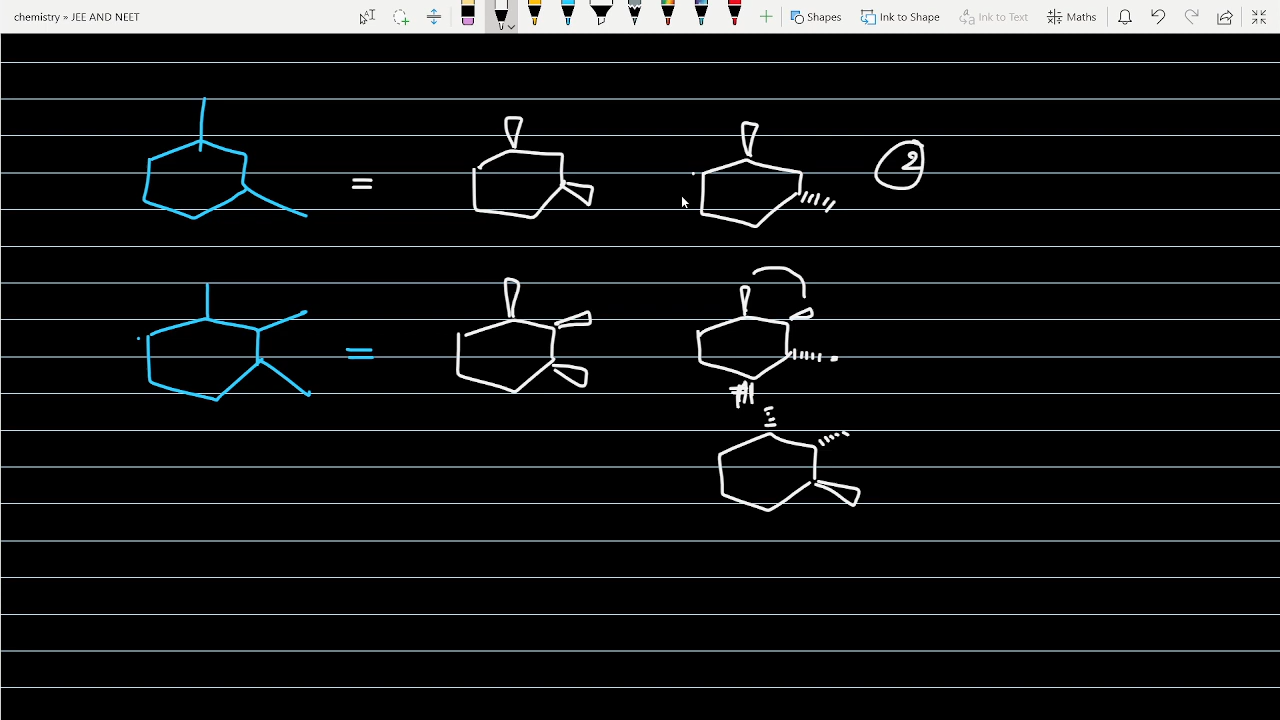 chemistry » JEE AND NEET
Shapes
Ink to Shape
Ink to Text
Maths
=
2
=